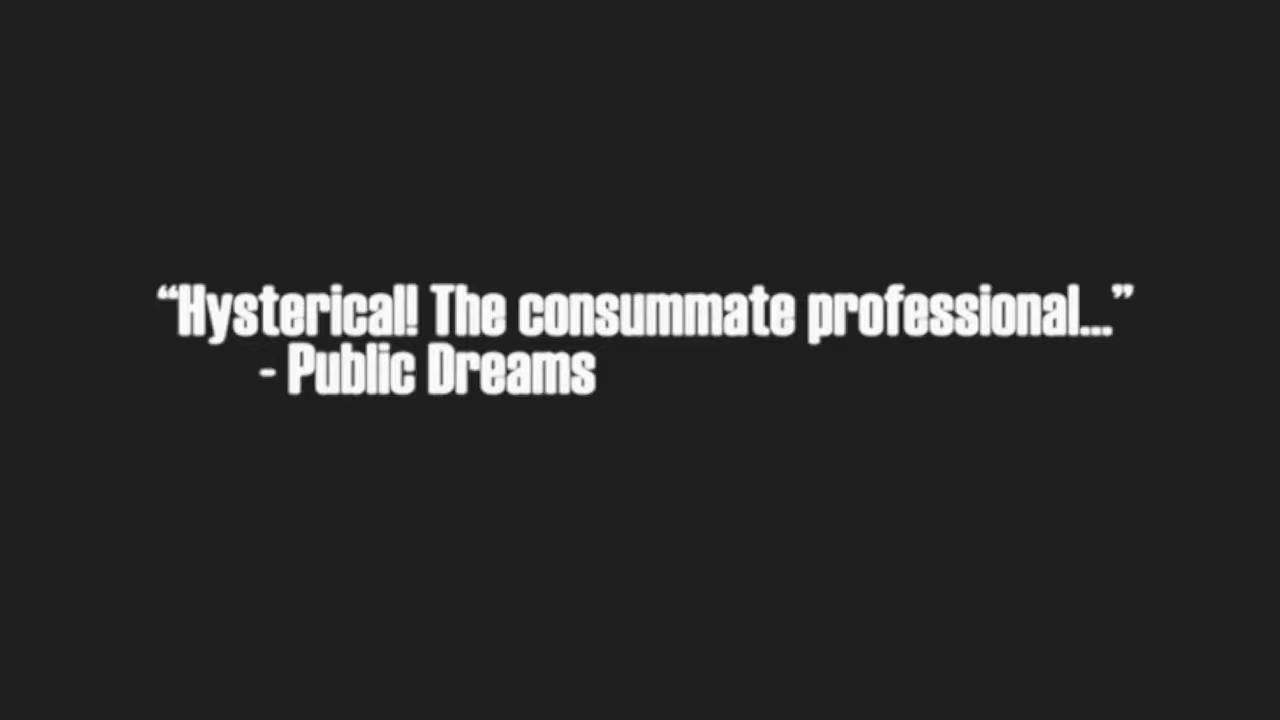 “Hysterical! The consummate professional...”
- Public Dreams